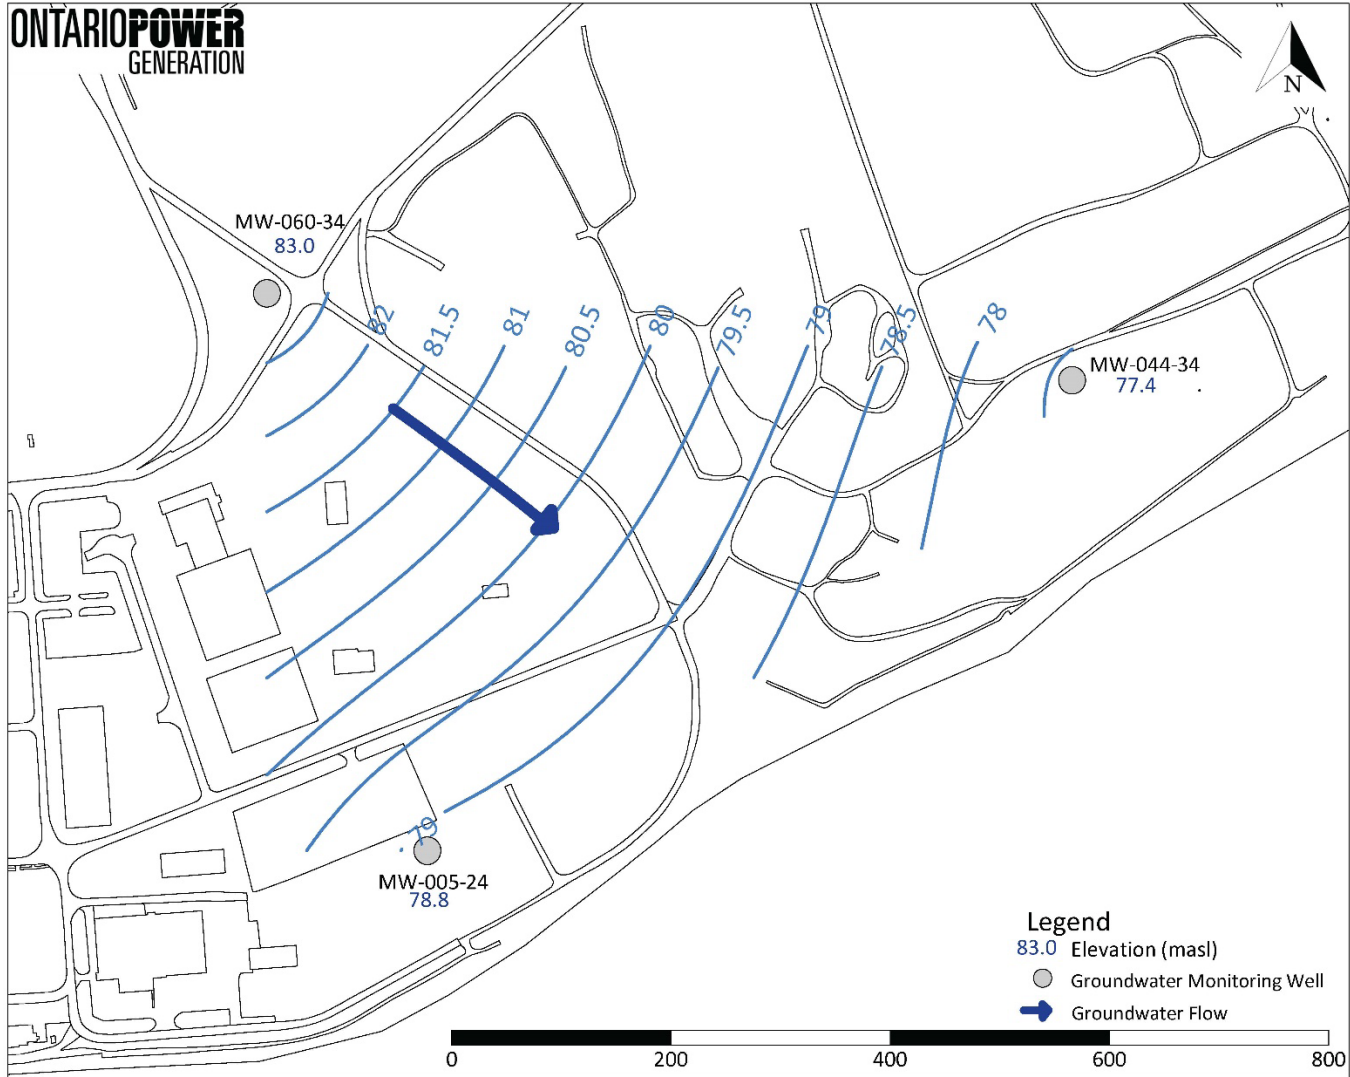 ONTARIOPOWER
GENERATION
N
MW-060-34
83.0
82
81.5
81
80.5
80
79.5
79
78.5
78
MW-044-34
77.4
79
MW-005-24
78.8
Legend
83.0 Elevation (masl)
Groundwater Monitoring Well
Groundwater Flow
0 200 400 600 800